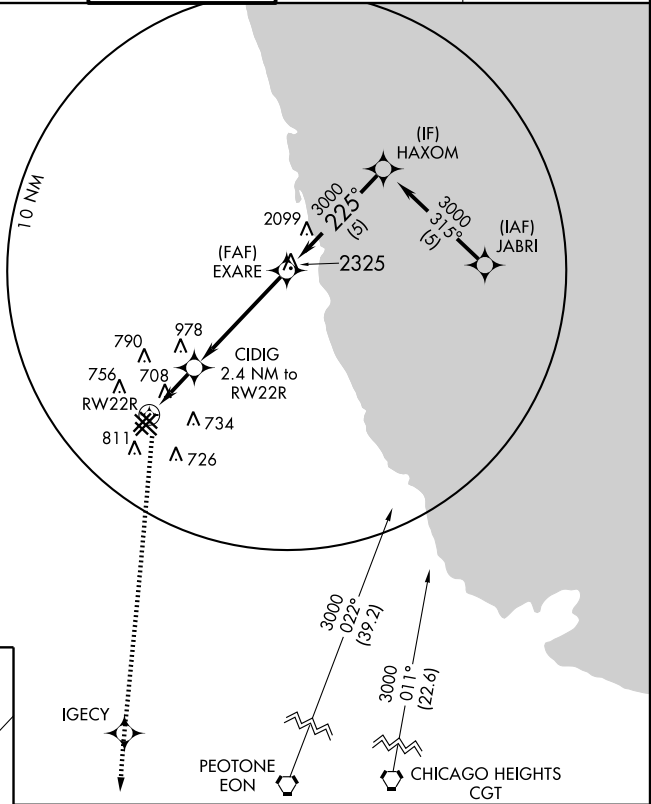 (IF)
HAXOM
10 NM
3000
225°
(5)
3000
315°
(5)
(IAF)
JABRI
2099
(FAF)
EXARE
2325
978
790
CIDIG
2.4 NM to
RW22R
756
708
RW22R
734
811
726
3000
022°
(39.2)
3000
011°
(22.6)
IGECY
PEOTONE
EON
CHICAGO HEIGHTS
CGT